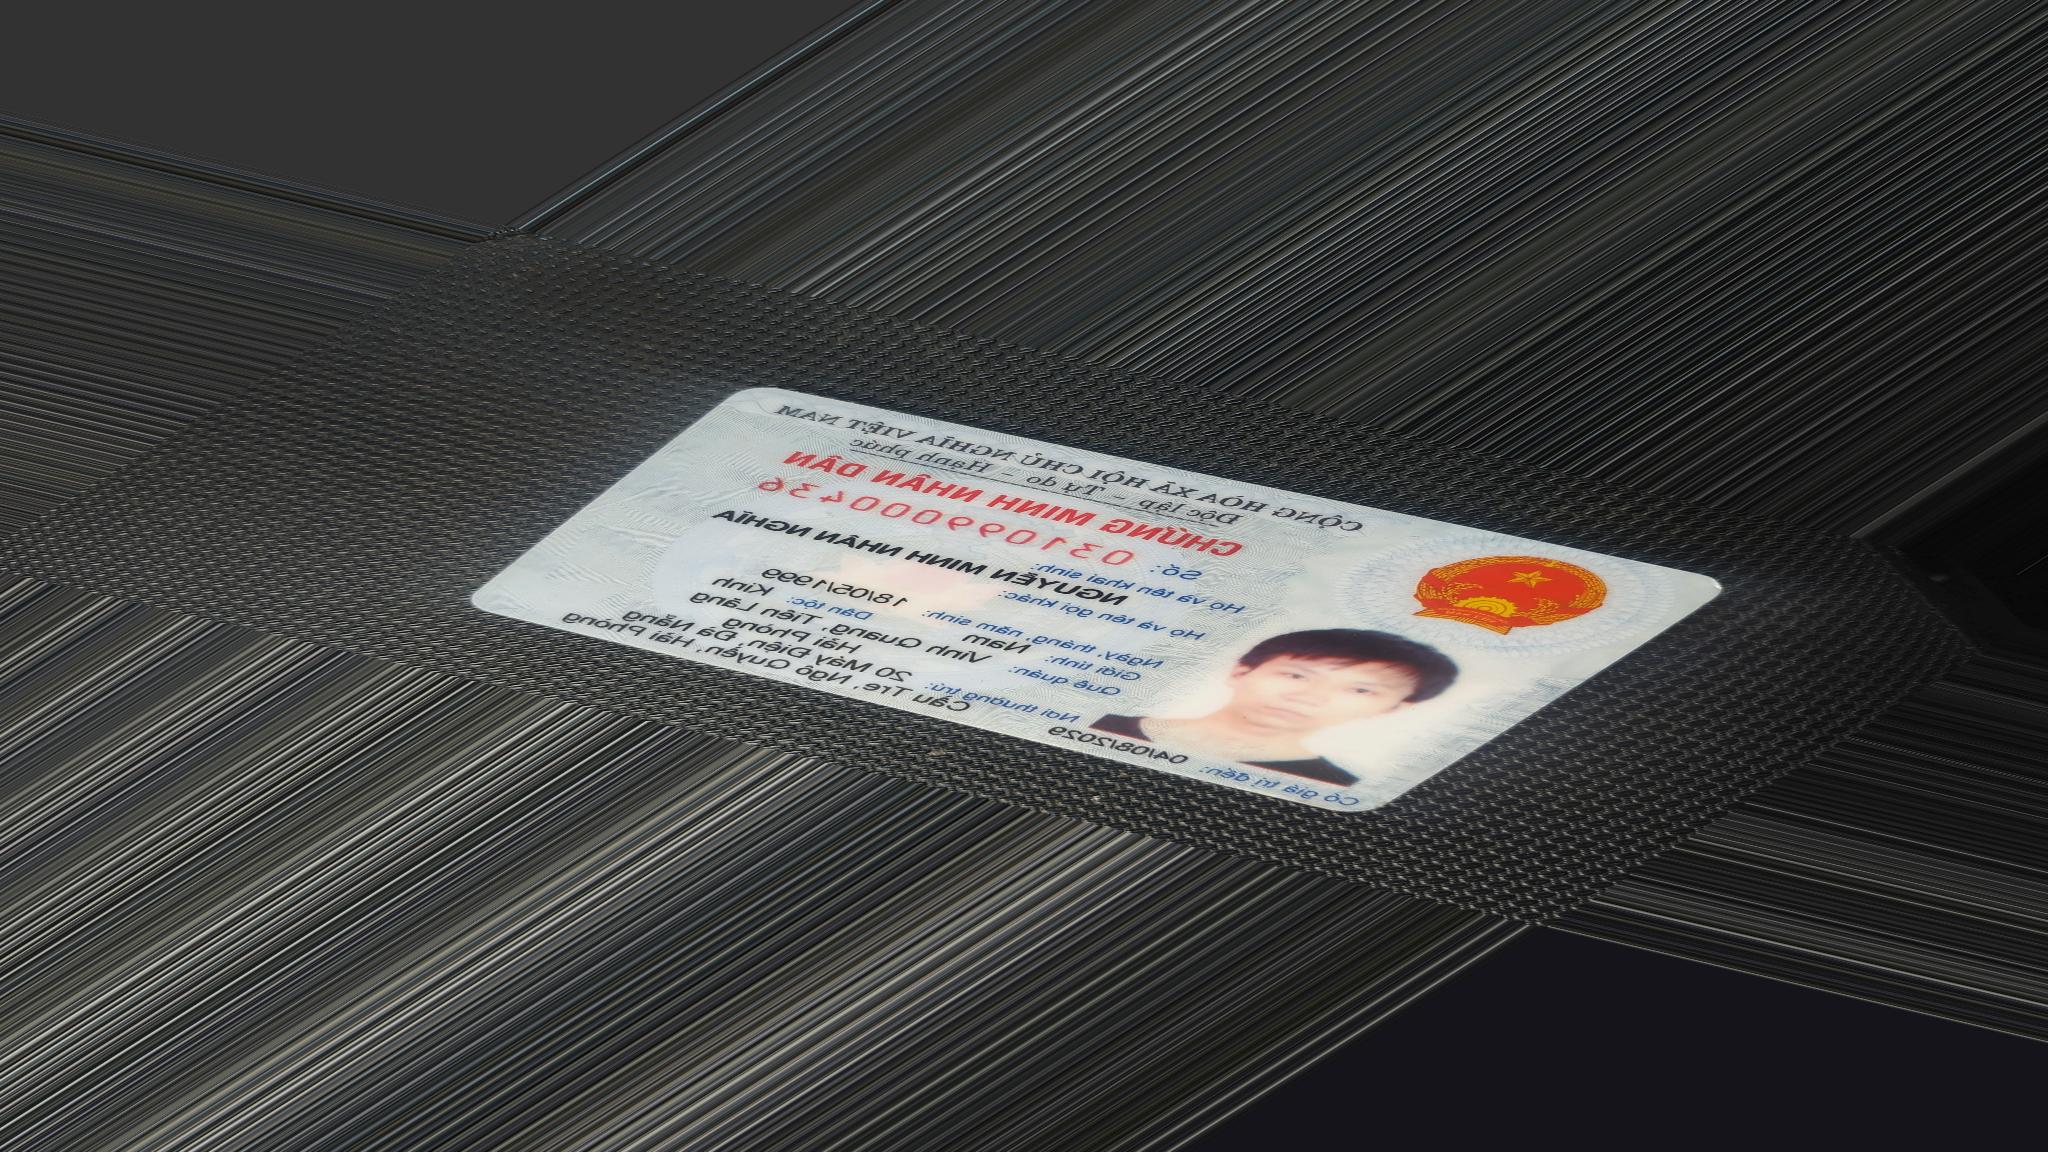 CỘNG HÒA XÃ HỘI CHỦ NGHĨA VIỆT NAM
Độc lập – Tự do – Hạnh phúc
CHỨNG MINH NHÂN DÂN
Số: 031099000436
Họ và tên khai sinh:
NGUYỄN MINH NHÂN NGHĨA
Họ và tên gọi khác:
Ngày, tháng, năm sinh: 18/05/1999
Giới tính: Nam Dân tộc: Kinh
Quê quán: Vinh Quang, Tiên Lãng
Hải Phòng
Nơi thường trú: 20 Máy Điện, Đà Nẵng
Cầu Tre, Ngô Quyền, Hải Phòng
Có giá trị đến: 04/08/2029